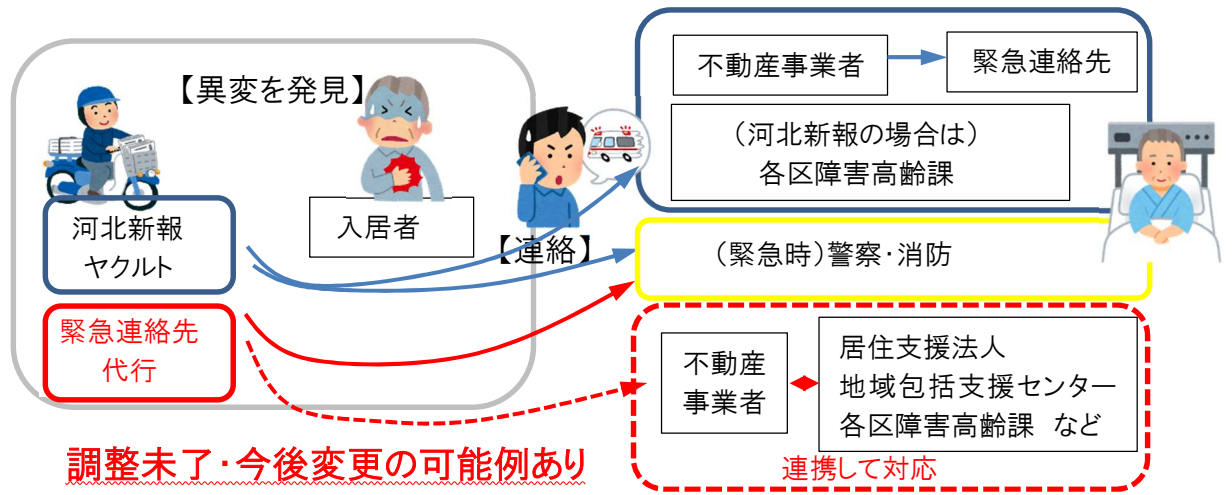 【異変を発見】
河北新報
ヤクルト
入居者
緊急連絡先
代行
【連絡】
不動産事業者
緊急連絡先
（河北新報の場合は）
各区障害高齢課
（緊急時）警察・消防
不動産
事業者
居住支援法人
地域包括支援センター
各区障害高齢課 など
連携して対応
調整未了・今後変更の可能例あり